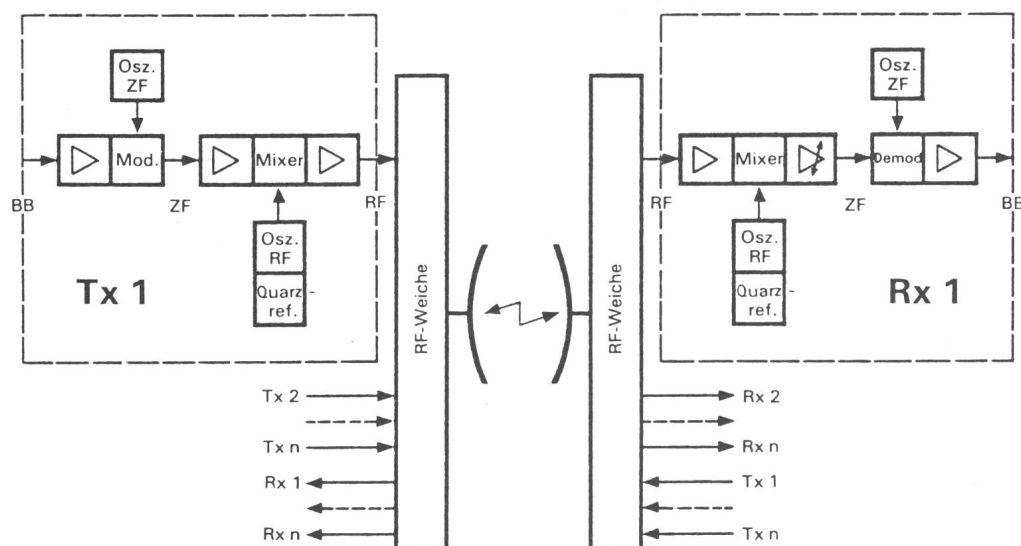 Osz.
ZF
Mod.
Mixer
BB
ZF
RF
Osz.
RF
Quarz-
ref.
Tx 1
RF-Weiche
Tx 2
Tx n
Rx 1
Rx n
RF-Weiche
Osz.
ZF
Mixer
Demod
RF
ZF
BB
Osz.
RF
Quarz-
ref.
Rx 1
Rx 2
Rx n
Tx 1
Tx n